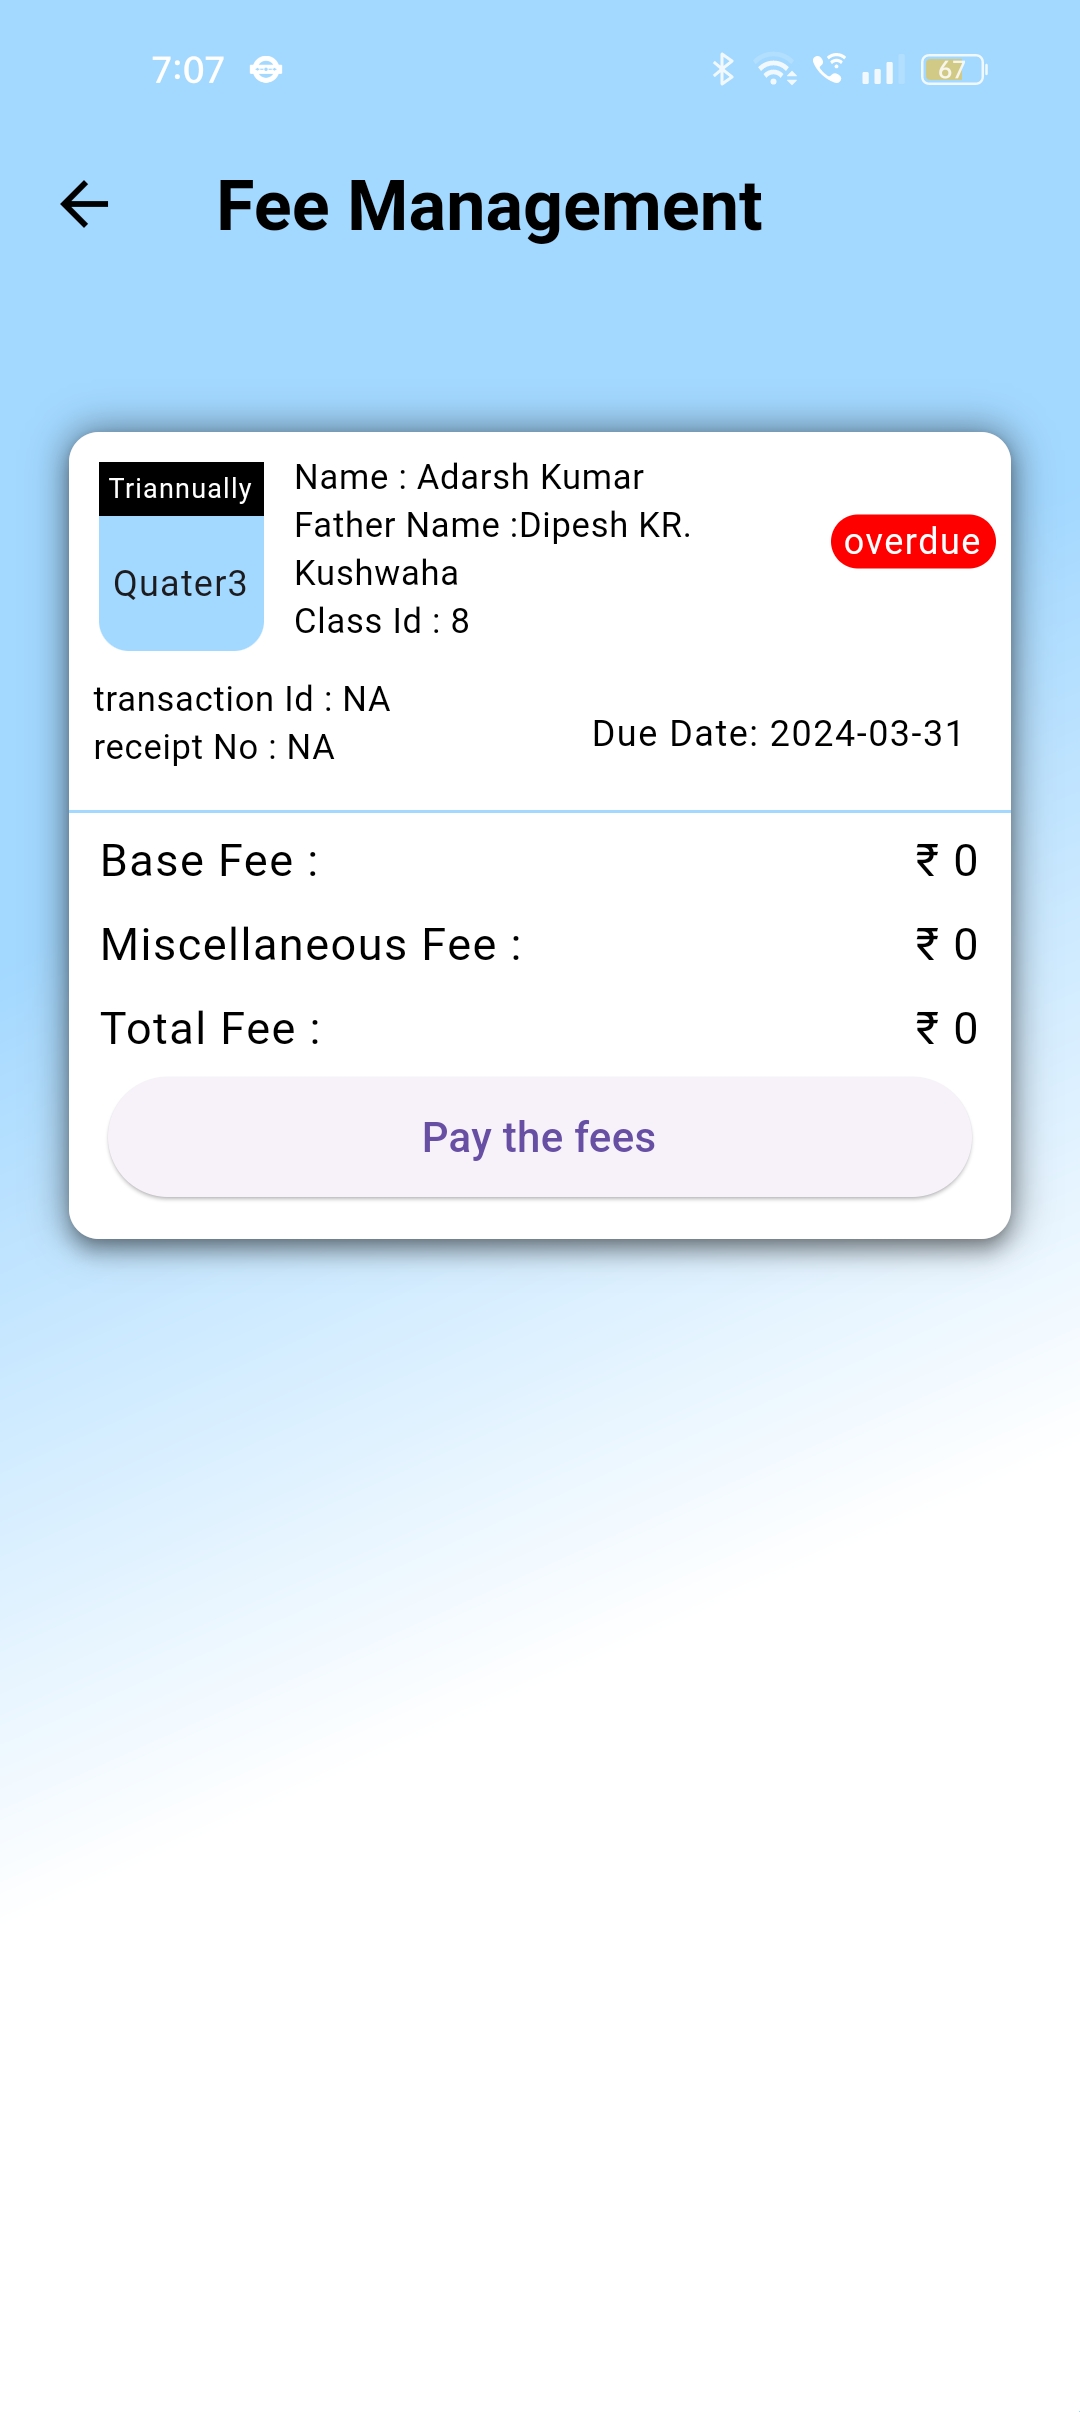 7:07
67
Fee Management
Triannually
Quater3
Name : Adarsh Kumar
Father Name :Dipesh KR.
Kushwaha
Class Id : 8
overdue
transaction Id : NA
receipt No : NA
Due Date: 2024-03-31
Base Fee : ₹ 0
Miscellaneous Fee : ₹ 0
Total Fee : ₹ 0
Pay the fees